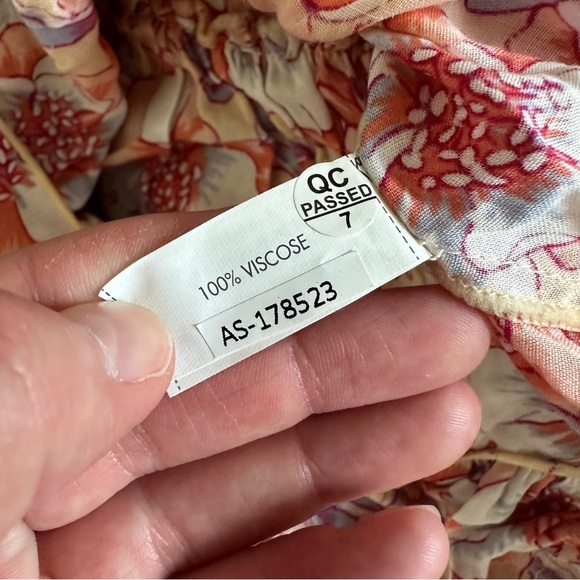 QC
PASSED
7
100% VISCOSE
AS-178523